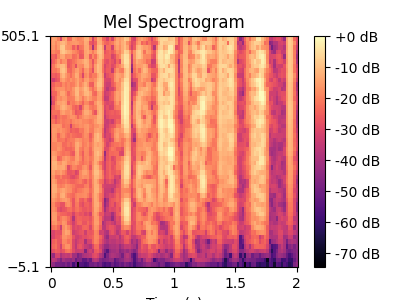 Mel Spectrogram
505.1
-5.1
0
0.5
1
1.5
2
+0 dB
-10 dB
-20 dB
-30 dB
-40 dB
-50 dB
-60 dB
-70 dB